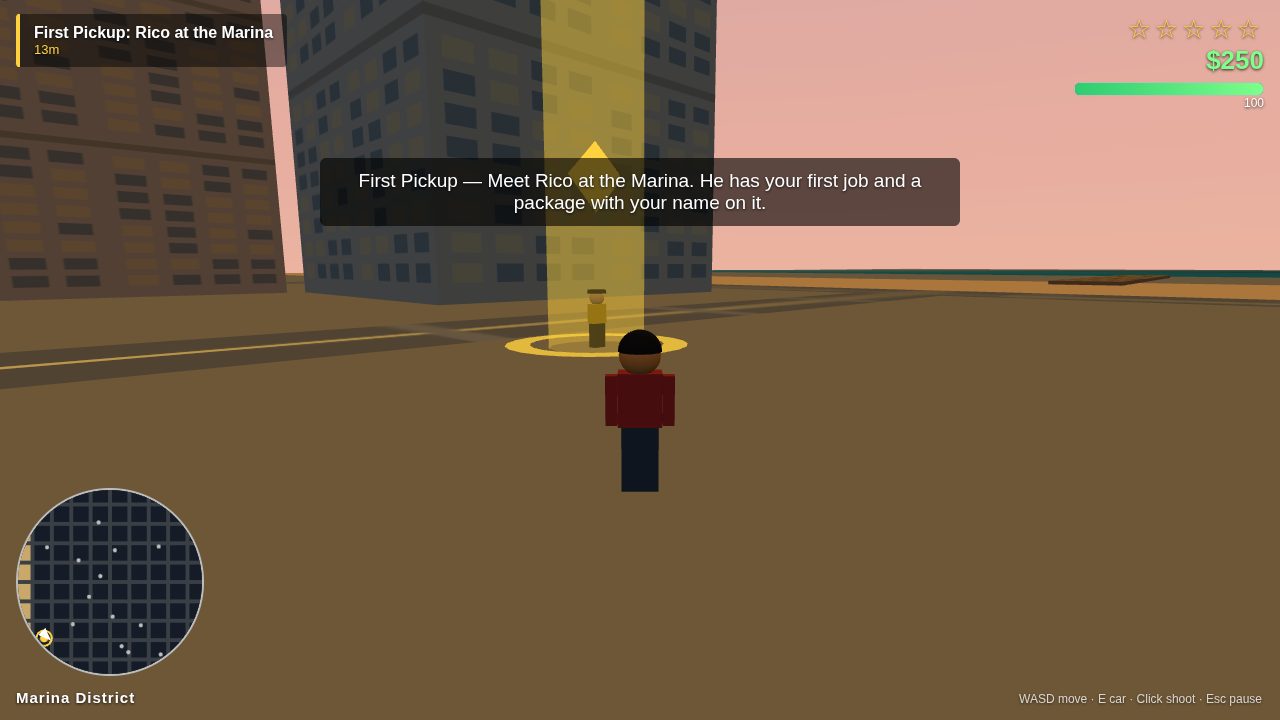 First Pickup: Rico at the Marina
13m
$250
100
First Pickup — Meet Rico at the Marina. He has your first job and a
package with your name on it.
Marina District
WASD move · E car · Click shoot · Esc pause